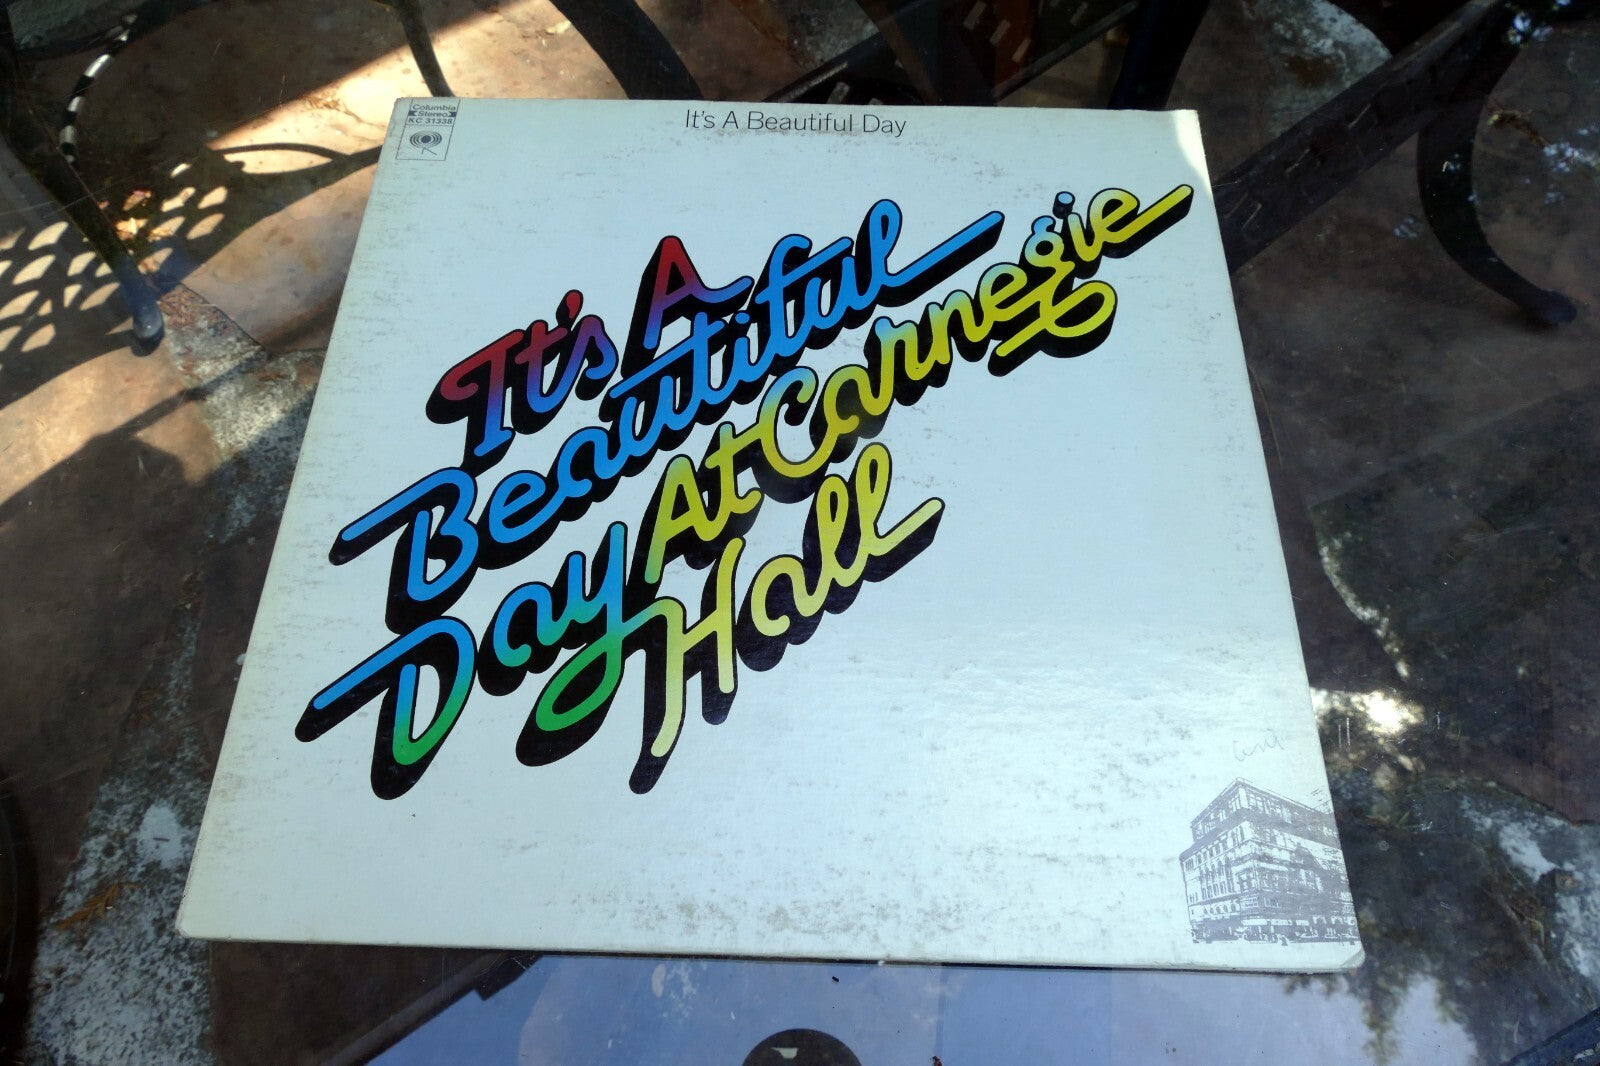 Columbia
Stereo
KC 31338
It's A Beautiful Day
It's A
Beautiful
Day At Carnegie
Hall